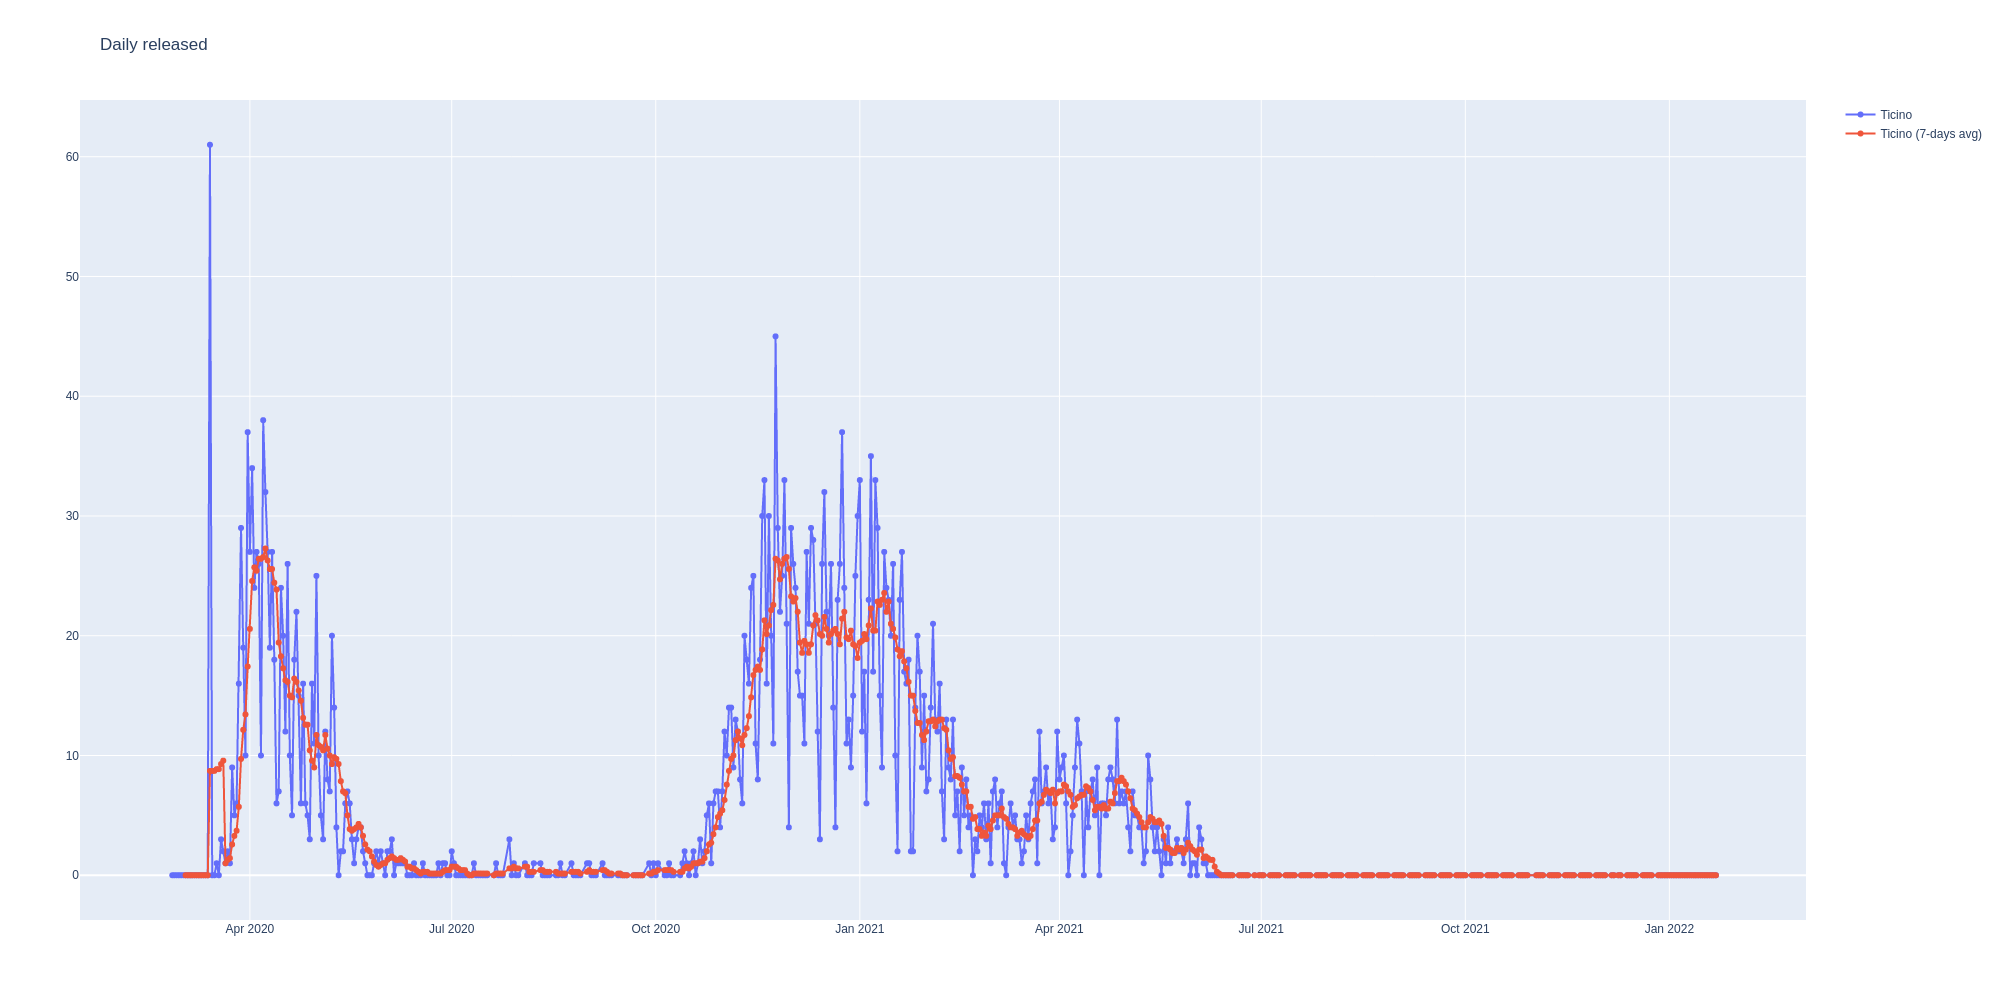 Daily released
Ticino
Ticino (7-days avg)
60
50
40
30
20
10
0
Apr 2020
Jul 2020
Oct 2020
Jan 2021
Apr 2021
Jul 2021
Oct 2021
Jan 2022